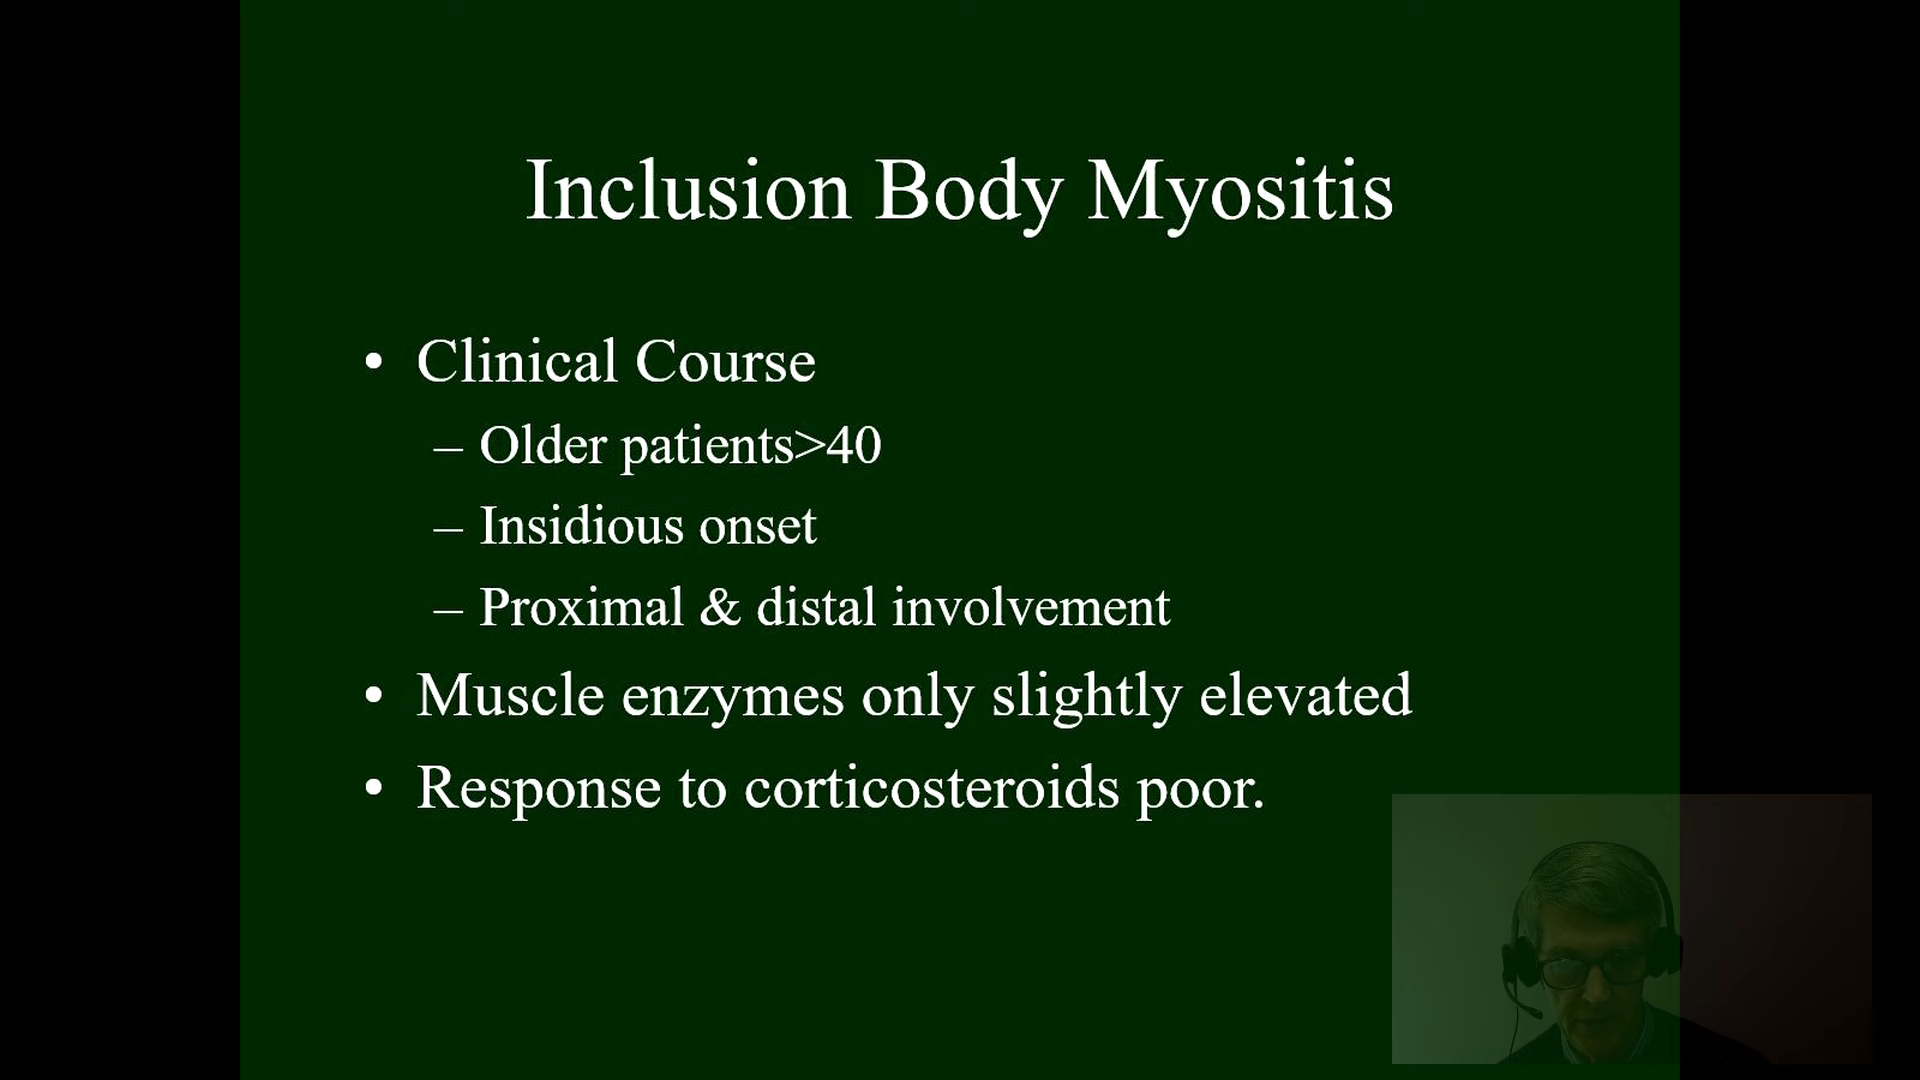 Inclusion Body Myositis
• Clinical Course
– Older patients>40
– Insidious onset
– Proximal & distal involvement
• Muscle enzymes only slightly elevated
• Response to corticosteroids poor.